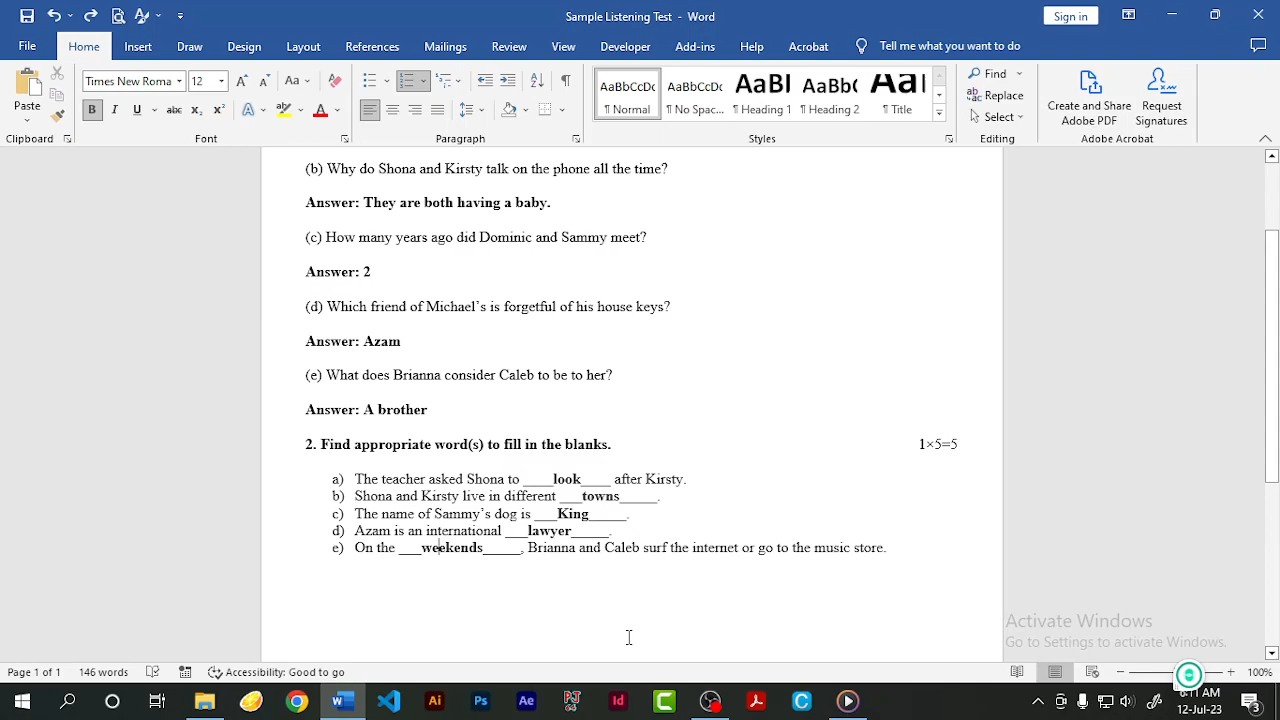 Sample Listening Test - Word
Sign in
File Home Insert Draw Design Layout References Mailings Review View Developer Add-ins Help Acrobat Tell me what you want to do
Paste
Clipboard
Times New Roma 12
Font
Paragraph
AaBbCcDc AaBbCcDc AaBl AaBbC AaI
¶ Normal ¶ No Spac... ¶ Heading 1 ¶ Heading 2 ¶ Title
Styles
Find
Replace
Select
Editing
Create and Share Adobe PDF
Request Signatures
Adobe Acrobat
(b) Why do Shona and Kirsty talk on the phone all the time?
Answer: They are both having a baby.
(c) How many years ago did Dominic and Sammy meet?
Answer: 2
(d) Which friend of Michael’s is forgetful of his house keys?
Answer: Azam
(e) What does Brianna consider Caleb to be to her?
Answer: A brother
2. Find appropriate word(s) to fill in the blanks. 1×5=5
a) The teacher asked Shona to ____look____ after Kirsty.
b) Shona and Kirsty live in different ___towns_____.
c) The name of Sammy’s dog is ___King_____.
d) Azam is an international ___lawyer_____.
e) On the ___weekends_____, Brianna and Caleb surf the internet or go to the music store.
Activate Windows
Go to Settings to activate Windows.
Page 1 of 1 146 words Accessibility: Good to go 100%
12-Jul-23